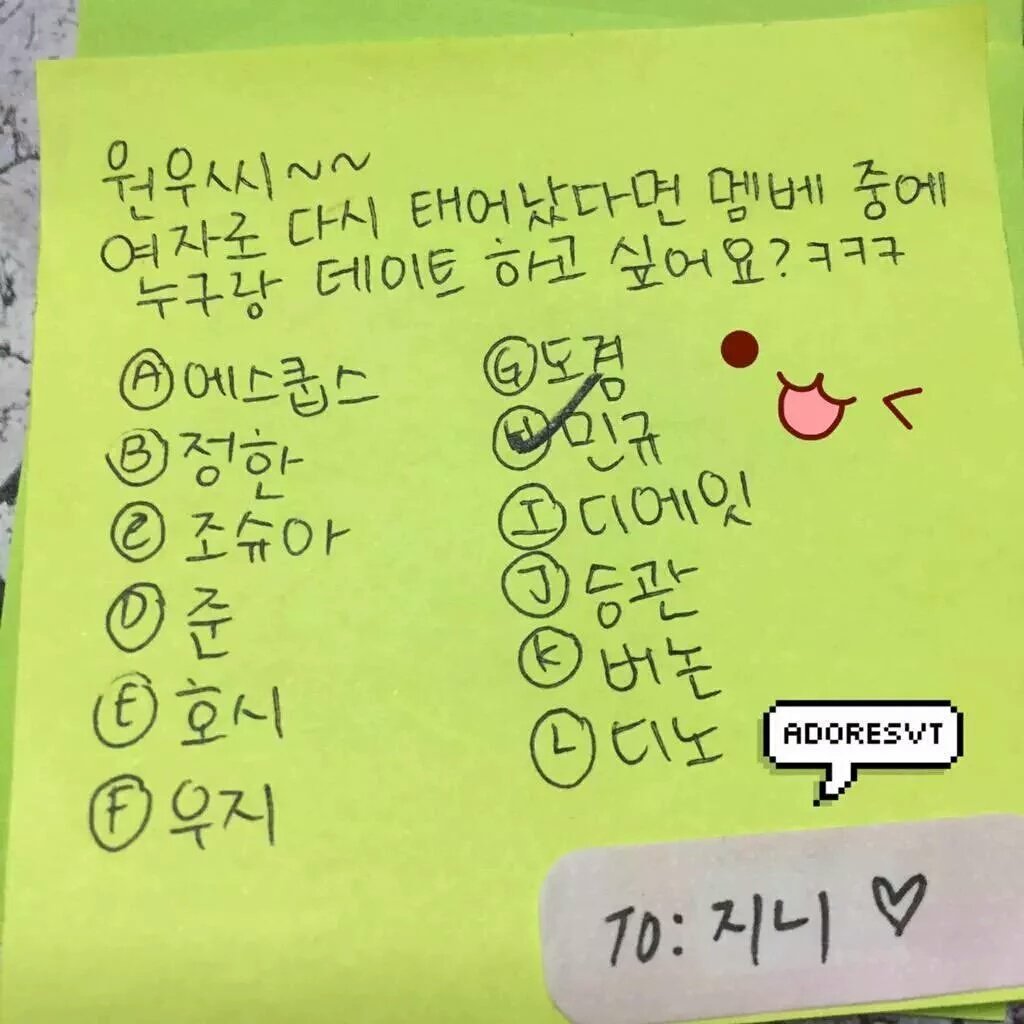 원우씨~~
여자로 다시 태어났다면 멤베 중에
누구랑 데이트 하고 싶어요?ㅋㅋㅋ
Ⓐ 에스쿱스
Ⓑ 정한
Ⓒ 조슈아
Ⓓ 준
Ⓔ 호시
Ⓕ 우지
Ⓖ 도겸
Ⓗ 민규
Ⓘ 디에잇
Ⓙ 승관
Ⓚ 버논
Ⓛ 디노
ADORESVT
TO: 지니 ♡